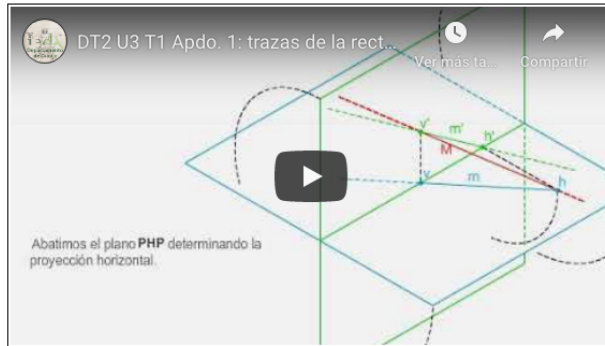 DT2 U3 T1 Apdo. 1: trazas de la rect...
Ver más ta...
Compartir
v'
m'
h'
M
v
m
h
Abatimos el plano PHP determinando la
proyección horizontal.